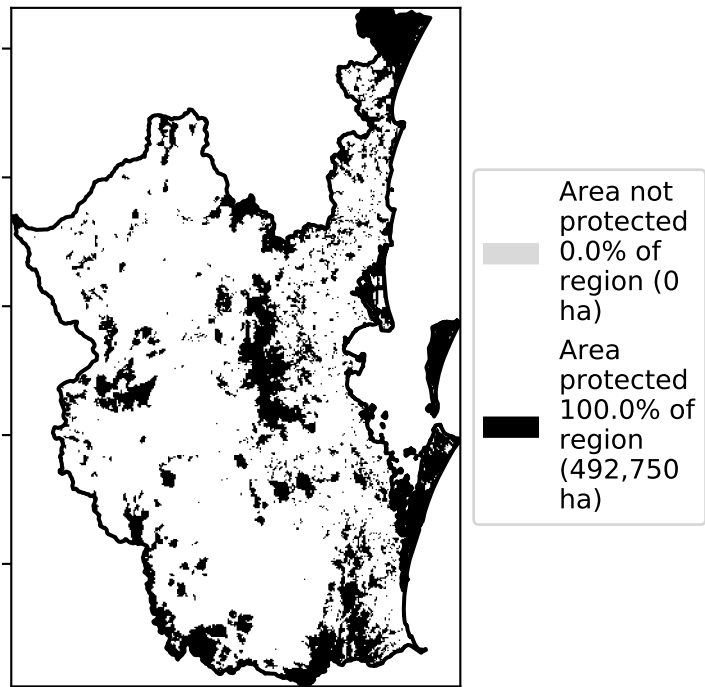 Area not
protected
0.0% of
region (0
ha)
Area
protected
100.0% of
region
(492,750
ha)